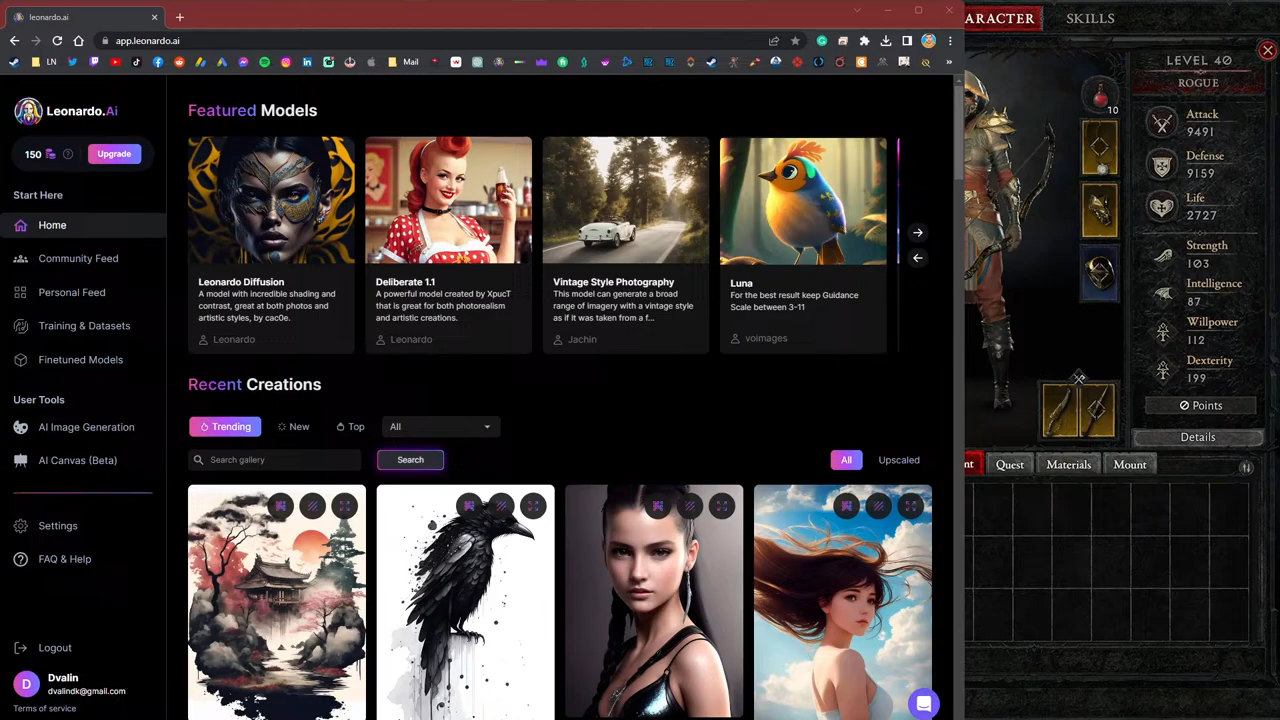 leonardo.ai
app.leonardo.ai
LN
Mail
Leonardo.Ai
150
Upgrade
Start Here
Home
Community Feed
Personal Feed
Training & Datasets
Finetuned Models
User Tools
AI Image Generation
AI Canvas (Beta)
Settings
FAQ & Help
Logout
D
Dvalin
dvalindk@gmail.com
Terms of service
Featured Models
Leonardo Diffusion
A model with incredible shading and
contrast, great at both photos and
artistic styles, by cac0e.
Leonardo
Deliberate 1.1
A powerful model created by XpucT
that is great for both photorealism
and artistic creations.
Leonardo
Vintage Style Photography
This model can generate a broad
range of imagery with a vintage style
as if it was taken from a f...
Jachin
Luna
For the best result keep Guidance
Scale between 3-11
voimages
Recent Creations
Trending
New
Top
All
Search gallery
Search
All
Upscaled
ARACTER
SKILLS
LEVEL 40
ROGUE
10
Attack
9491
Defense
9159
Life
2727
Strength
103
Intelligence
87
Willpower
112
Dexterity
199
Points
Details
nt
Quest
Materials
Mount